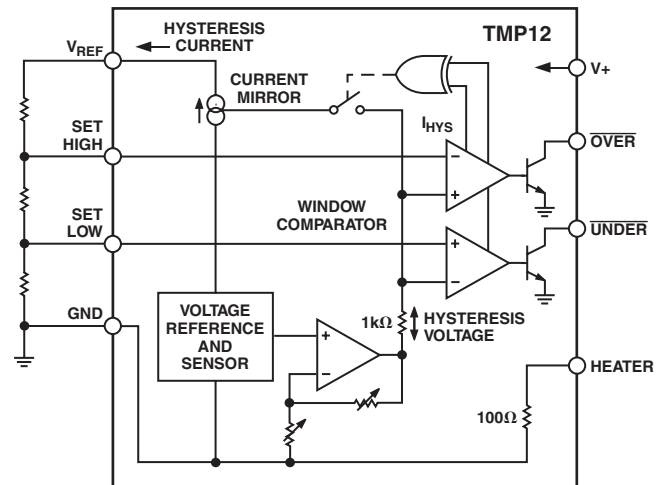 HYSTERESIS
CURRENT
TMP12
VREF
V+
CURRENT
MIRROR
IHYS
OVER
SET
HIGH
−
+
WINDOW
COMPARATOR
SET
LOW
+
−
UNDER
GND
VOLTAGE
REFERENCE
AND
SENSOR
1kΩ
HYSTERESIS
VOLTAGE
+
−
HEATER
100Ω